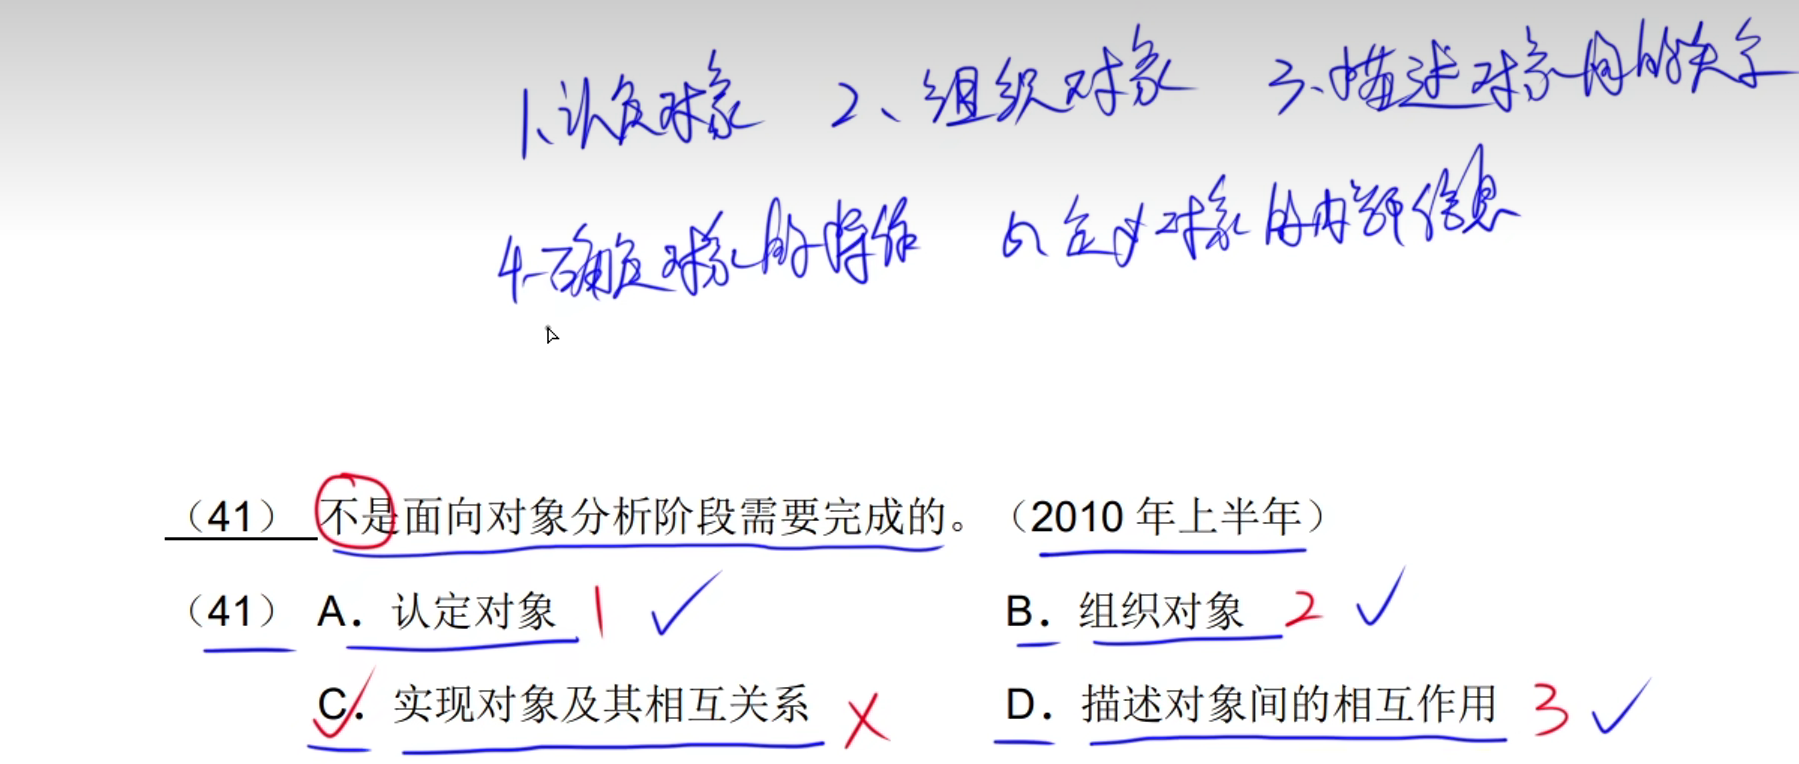 1、认定对象 2、组织对象 3、描述对象间的关系
4、确定对象的操作 5、定义对象的内部信息
（41） 不是面向对象分析阶段需要完成的。（2010 年上半年）
（41） A．认定对象 1 B．组织对象 2
C．实现对象及其相互关系 D．描述对象间的相互作用 3